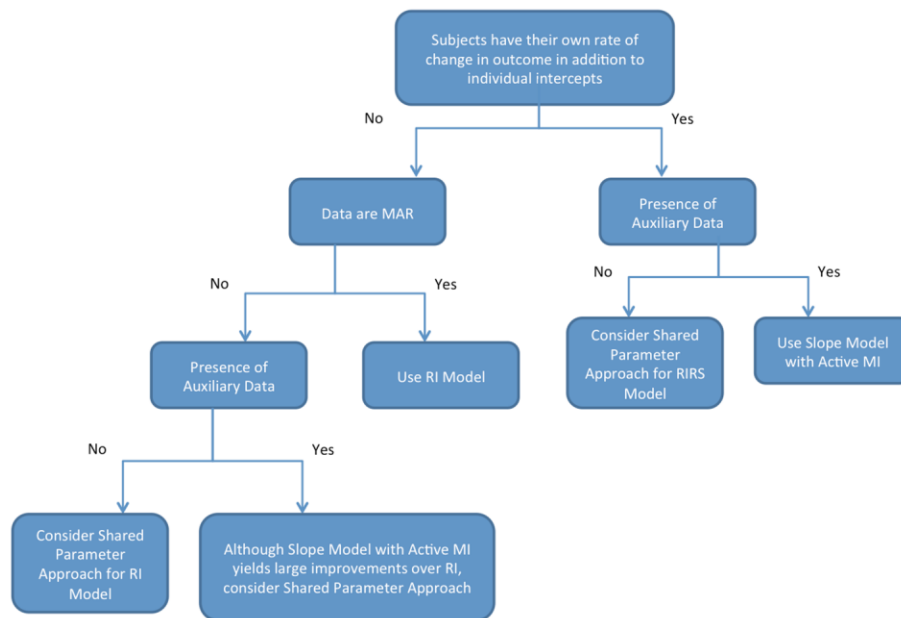 Subjects have their own rate of
change in outcome in addition to
individual intercepts
No
Yes
Data are MAR
Presence of
Auxiliary Data
No
Yes
No
Yes
Presence of
Auxiliary Data
Use RI Model
Consider Shared
Parameter
Approach for RIRS
Model
Use Slope Model
with Active MI
No
Yes
Consider Shared
Parameter
Approach for RI
Model
Although Slope Model with Active MI
yields large improvements over RI,
consider Shared Parameter Approach